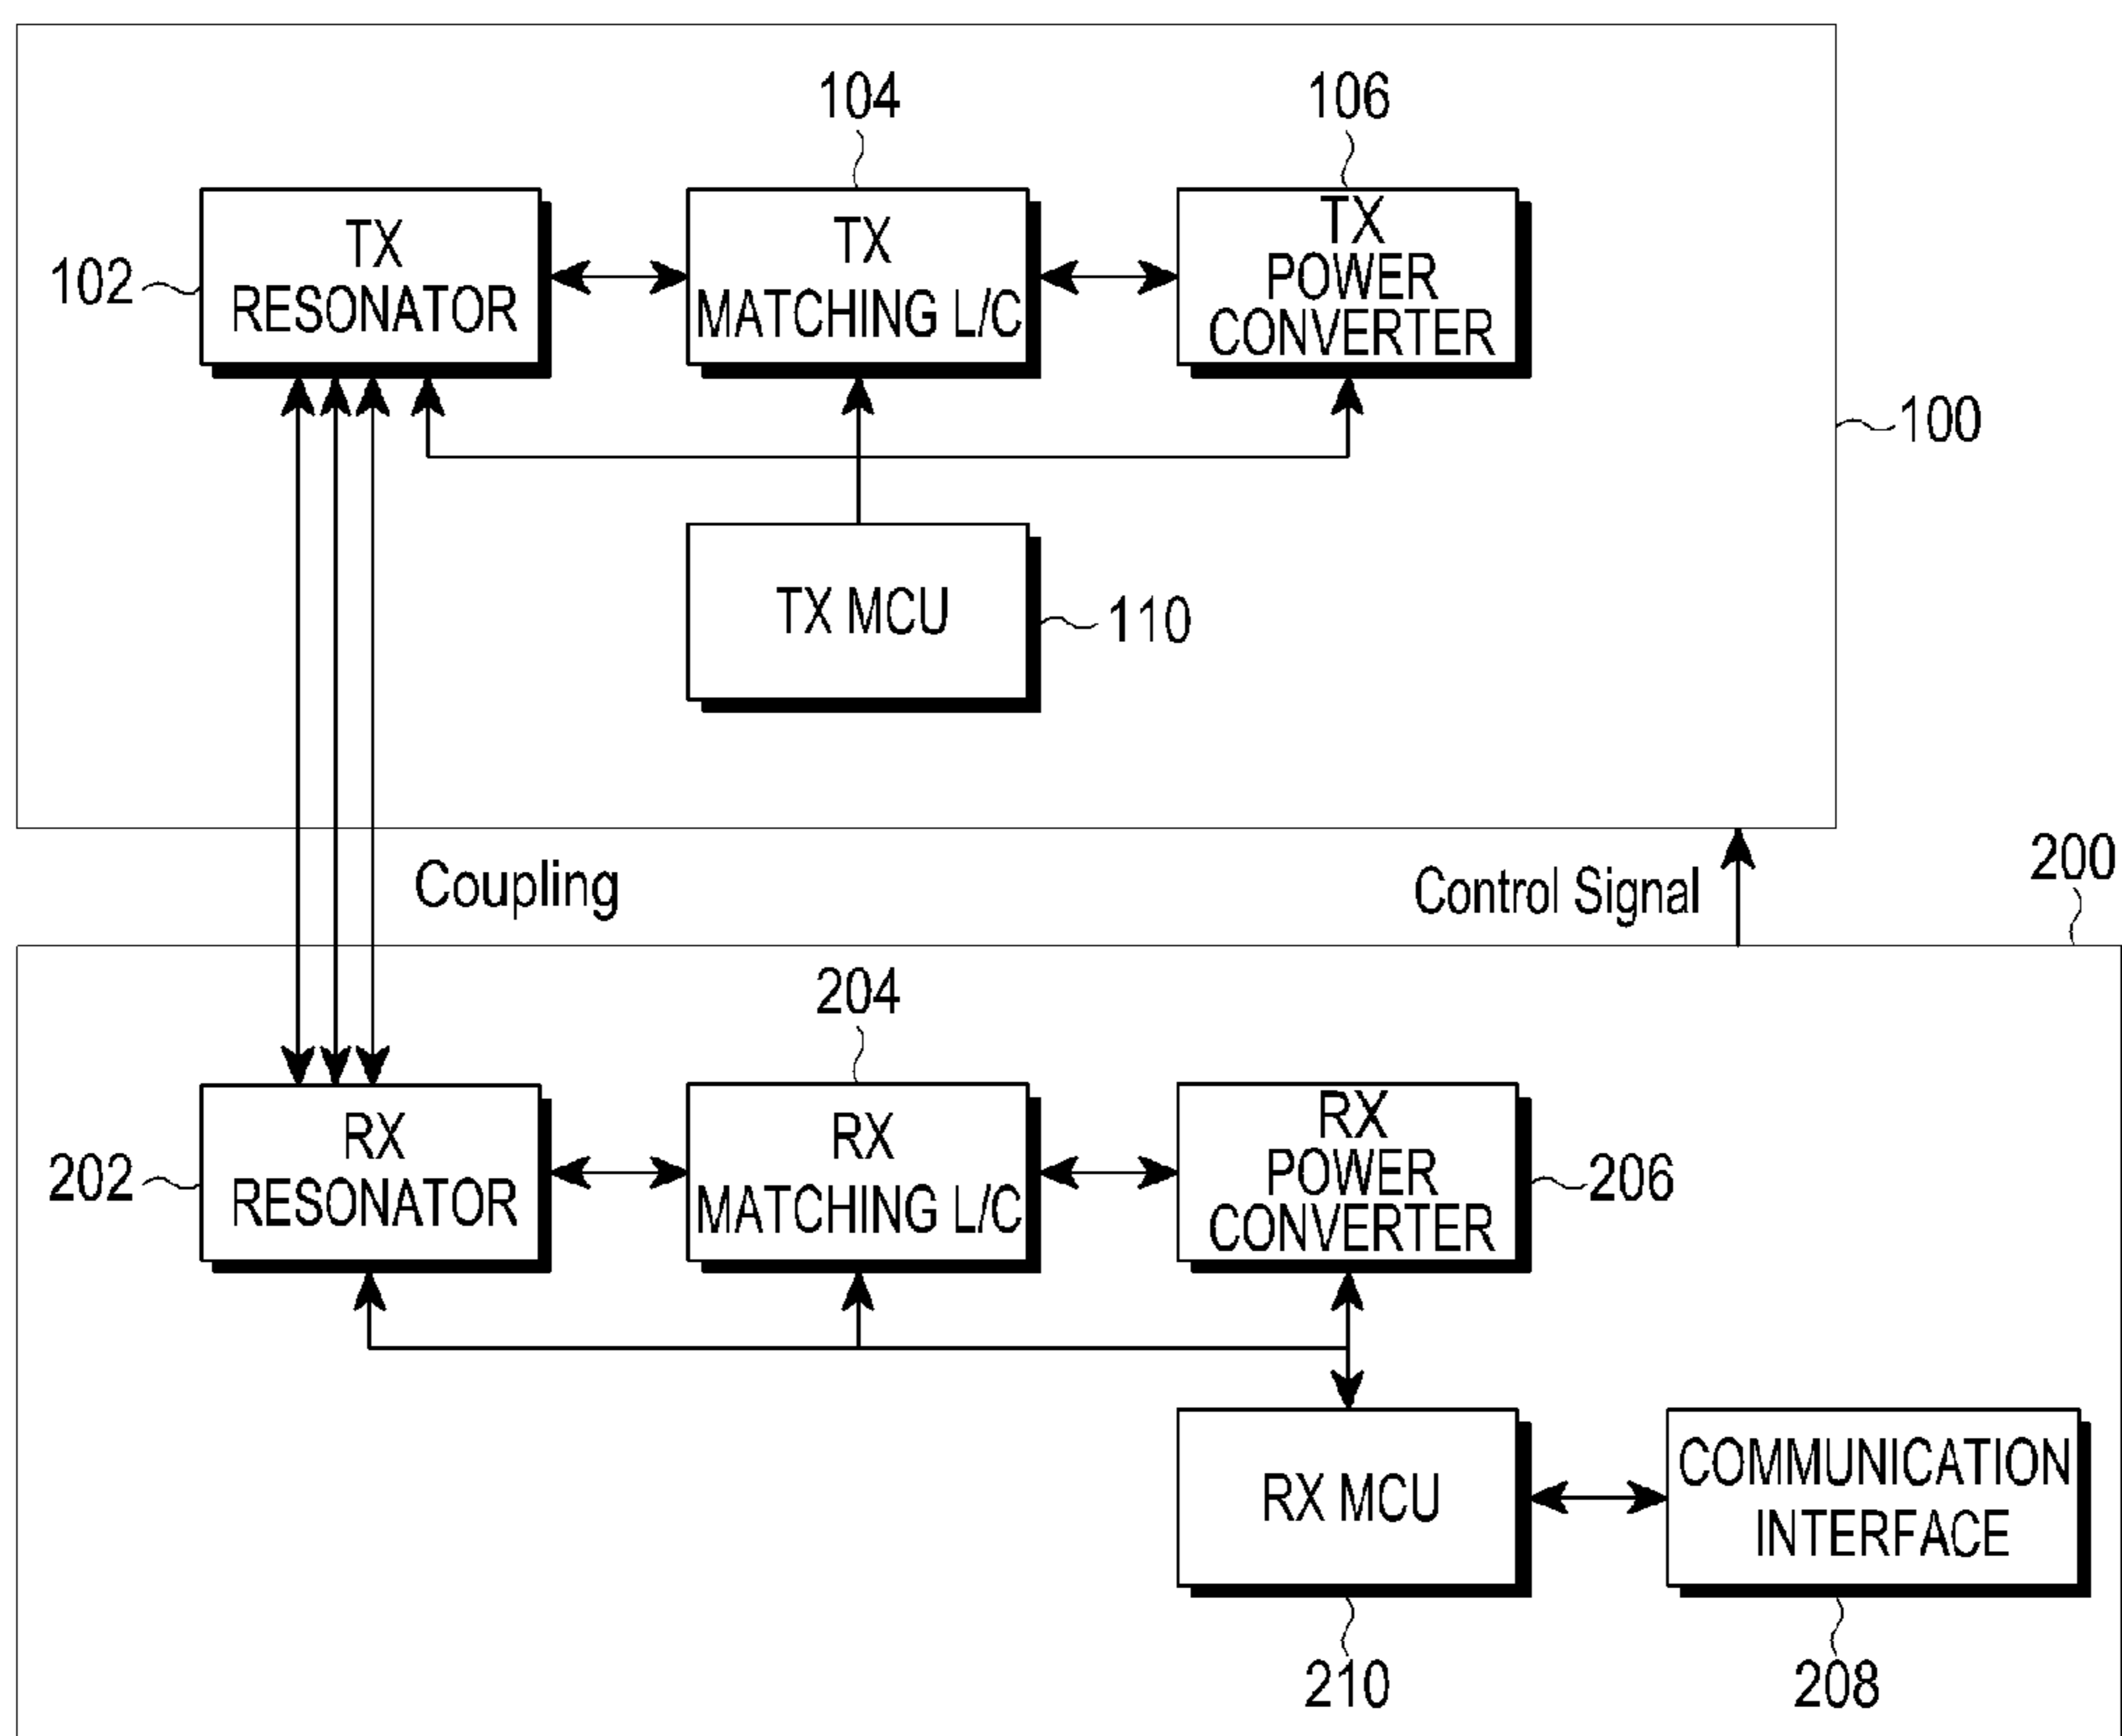 104
106
TX
RESONATOR
TX
MATCHING L/C
TX
POWER
CONVERTER
102
100
TX MCU
110
Coupling
Control Signal
200
204
RX
RESONATOR
RX
MATCHING L/C
RX
POWER
CONVERTER
202
206
RX MCU
COMMUNICATION
INTERFACE
210
208